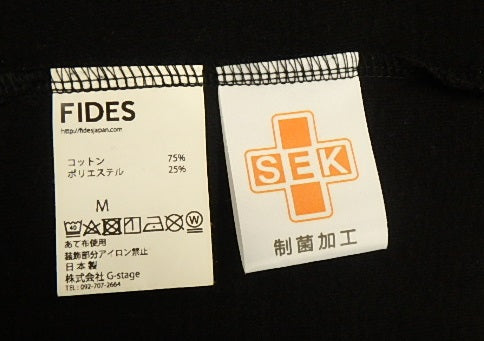 FIDES
http://fidesjapan.com
コットン 75%
ポリエステル 25%
M
40
W
あて布使用
装飾部分アイロン禁止
日本製
株式会社 G-stage
TEL : 092-707-2664
SEK
制菌加工